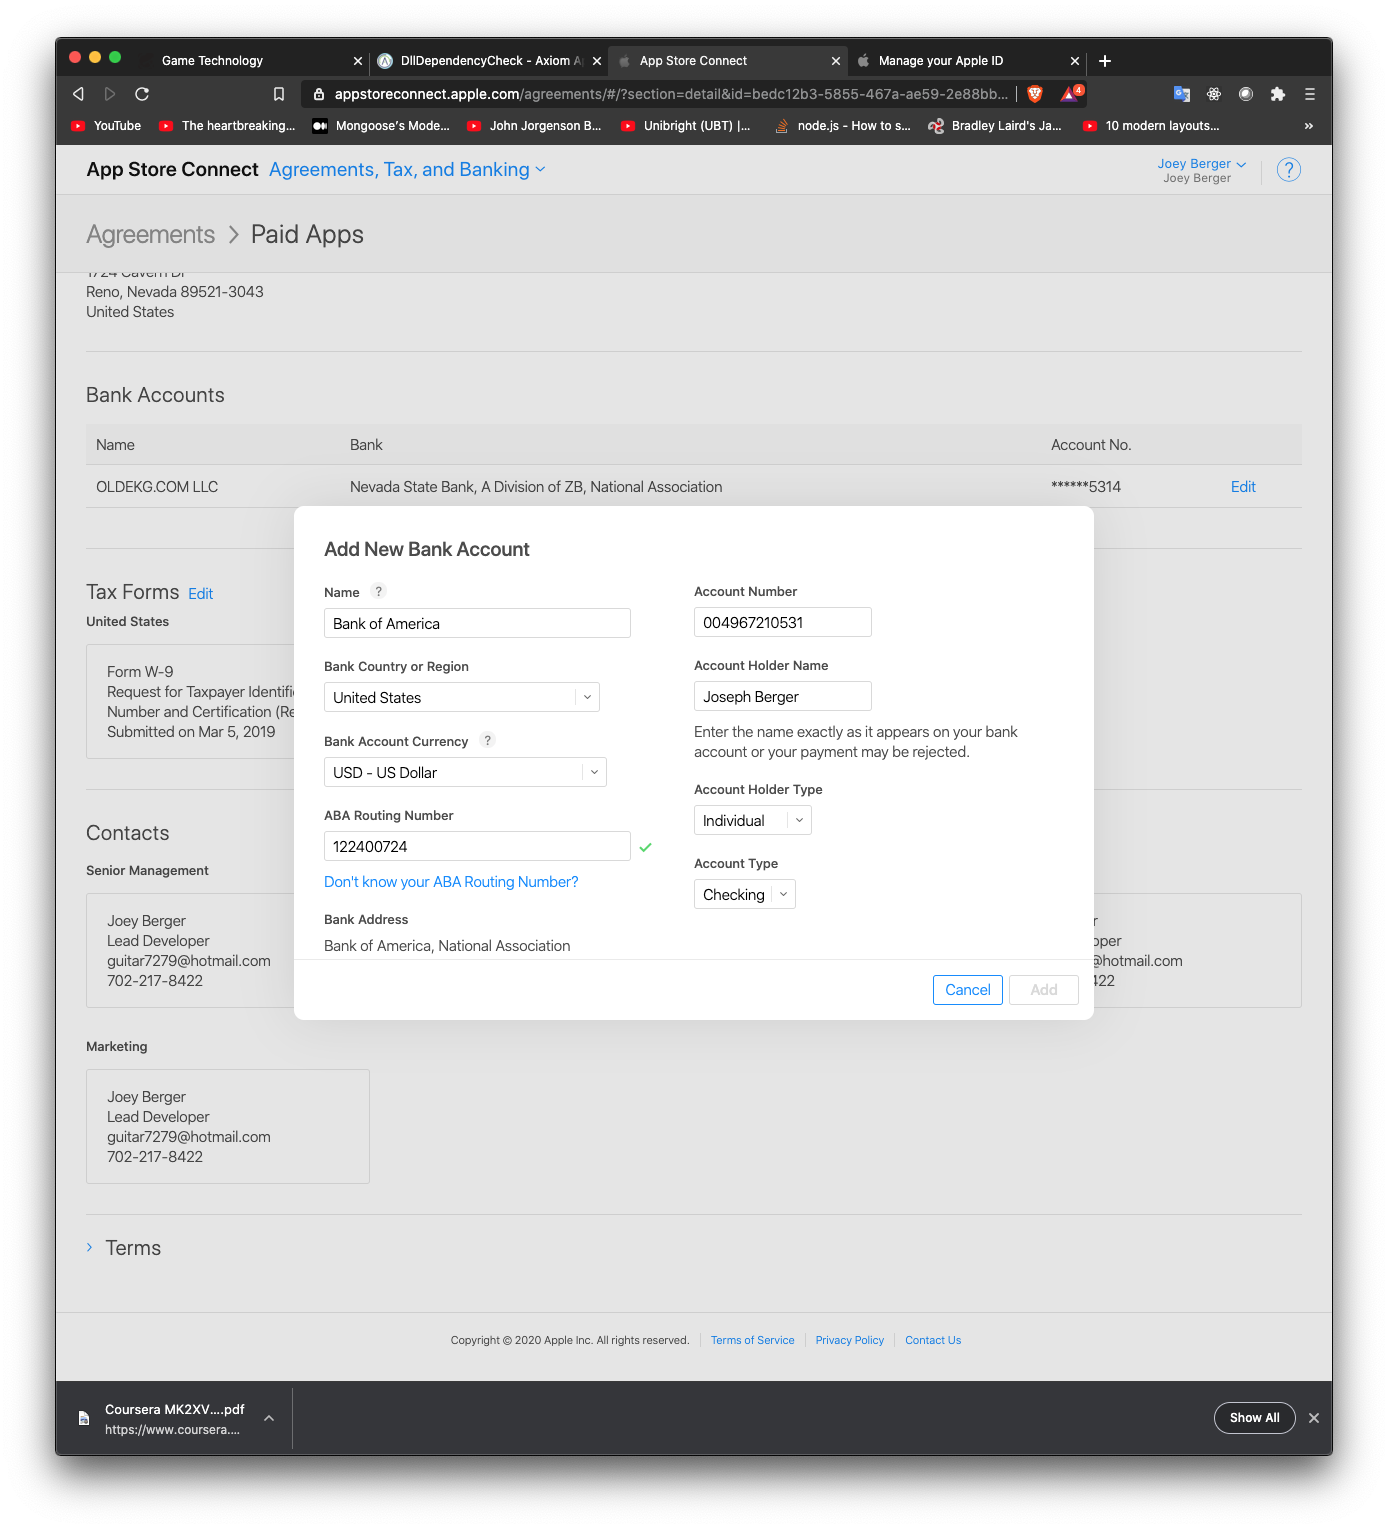 Game Technology
DllDependencyCheck - Axiom A
App Store Connect
Manage your Apple ID
appstoreconnect.apple.com/agreements/#/?section=detail&id=bedc12b3-5855-467a-ae59-2e88bb...
4
YouTube
The heartbreaking...
Mongoose's Mode...
John Jorgenson B...
Unibright (UBT) |...
node.js - How to s...
Bradley Laird's Ja...
10 modern layouts...
»
App Store Connect Agreements, Tax, and Banking
Joey Berger
Joey Berger
?
Agreements > Paid Apps
1724 Cavern Dr
Reno, Nevada 89521-3043
United States
Bank Accounts
Name Bank Account No.
OLDEKG.COM LLC Nevada State Bank, A Division of ZB, National Association ******5314 Edit
Tax Forms Edit
United States
Form W-9
Request for Taxpayer Identifi
Number and Certification (Re
Submitted on Mar 5, 2019
Add New Bank Account
Name ?
Bank of America
Bank Country or Region
United States
Bank Account Currency ?
USD - US Dollar
ABA Routing Number
122400724
Don't know your ABA Routing Number?
Bank Address
Bank of America, National Association
Account Number
004967210531
Account Holder Name
Joseph Berger
Enter the name exactly as it appears on your bank
account or your payment may be rejected.
Account Holder Type
Individual
Account Type
Checking
Cancel Add
Contacts
Senior Management
Joey Berger
Lead Developer
guitar7279@hotmail.com
702-217-8422
r
oper
@hotmail.com
422
Marketing
Joey Berger
Lead Developer
guitar7279@hotmail.com
702-217-8422
Terms
Copyright © 2020 Apple Inc. All rights reserved. Terms of Service Privacy Policy Contact Us
Coursera MK2XV....pdf
https://www.coursera....
Show All